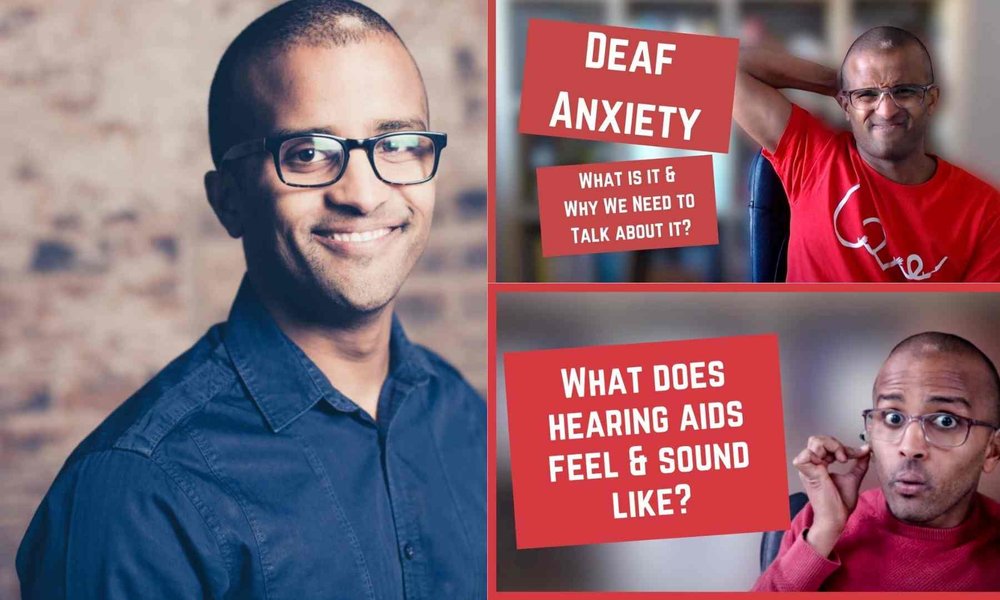 DEAF
ANXIETY
WHAT IS IT &
WHY WE NEED TO
TALK ABOUT IT?
WHAT DOES
HEARING AIDS
FEEL & SOUND
LIKE?